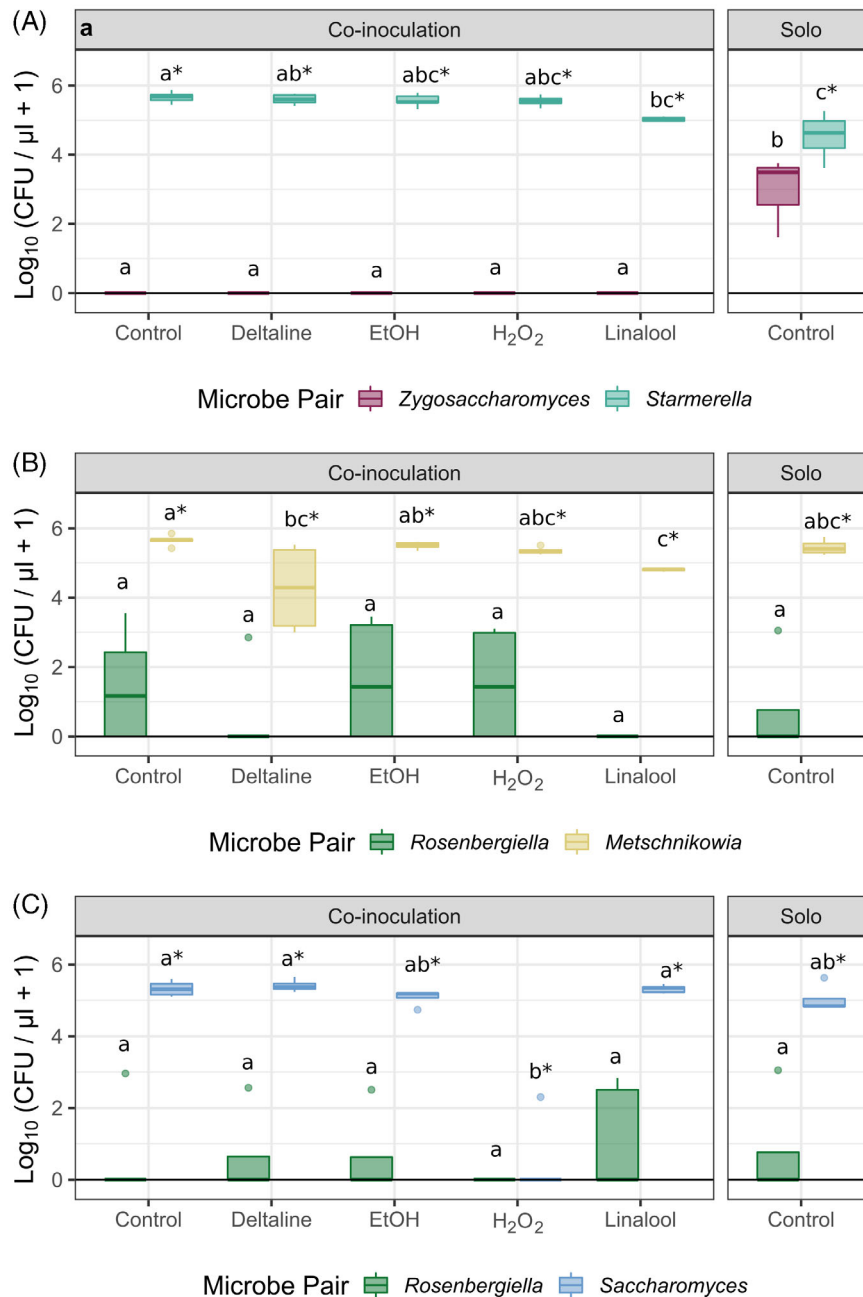 (A)
a Co-inoculation Solo
Log₁₀ (CFU / µl + 1)
6
4
2
0
a* ab* abc* abc* bc* c*
b
a a a a a
Control Deltaline EtOH H₂O₂ Linalool Control
Microbe Pair Zygosaccharomyces Starmerella
(B)
Co-inoculation Solo
Log₁₀ (CFU / µl + 1)
6
4
2
0
a* bc* ab* abc* c* abc*
a a a a a a
Control Deltaline EtOH H₂O₂ Linalool Control
Microbe Pair Rosenbergiella Metschnikowia
(C)
Co-inoculation Solo
Log₁₀ (CFU / µl + 1)
6
4
2
0
a* a* ab* b* a* ab*
a a a a a a
Control Deltaline EtOH H₂O₂ Linalool Control
Microbe Pair Rosenbergiella Saccharomyces